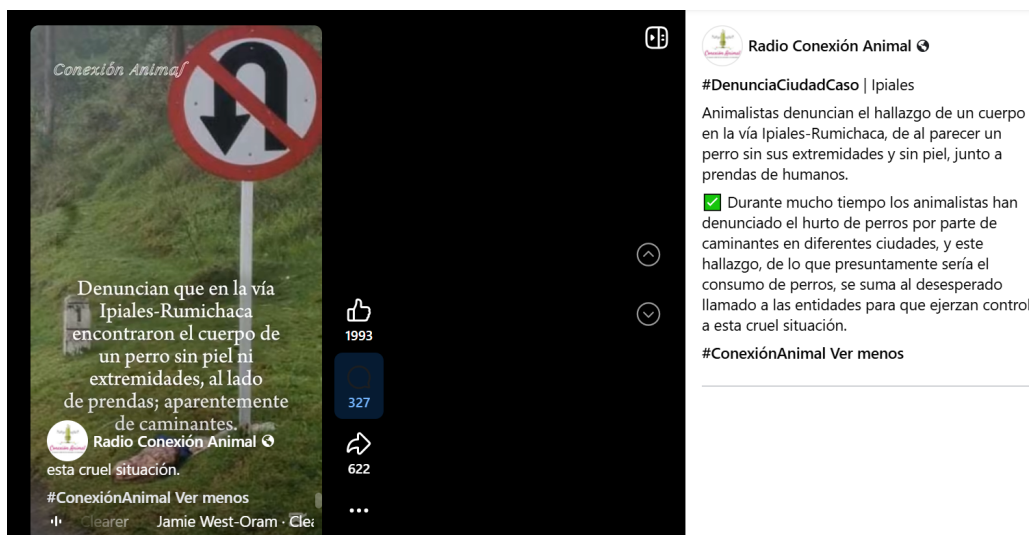 Conexión Animal
Denuncian que en la vía
Ipiales-Rumichaca
encontraron el cuerpo de
un perro sin piel ni
extremidades, al lado
de prendas; aparentemente
de caminantes.
Radio Conexión Animal
esta cruel situación.
#ConexiónAnimal Ver menos
Clearer Jamie West-Oram · Clea
1993
327
622
Radio Conexión Animal
#DenunciaCiudadCaso | Ipiales
Animalistas denuncian el hallazgo de un cuerpo
en la vía Ipiales-Rumichaca, de al parecer un
perro sin sus extremidades y sin piel, junto a
prendas de humanos.
✅ Durante mucho tiempo los animalistas han
denunciado el hurto de perros por parte de
caminantes en diferentes ciudades, y este
hallazgo, de lo que presuntamente sería el
consumo de perros, se suma al desesperado
llamado a las entidades para que ejerzan control
a esta cruel situación.
#ConexiónAnimal Ver menos